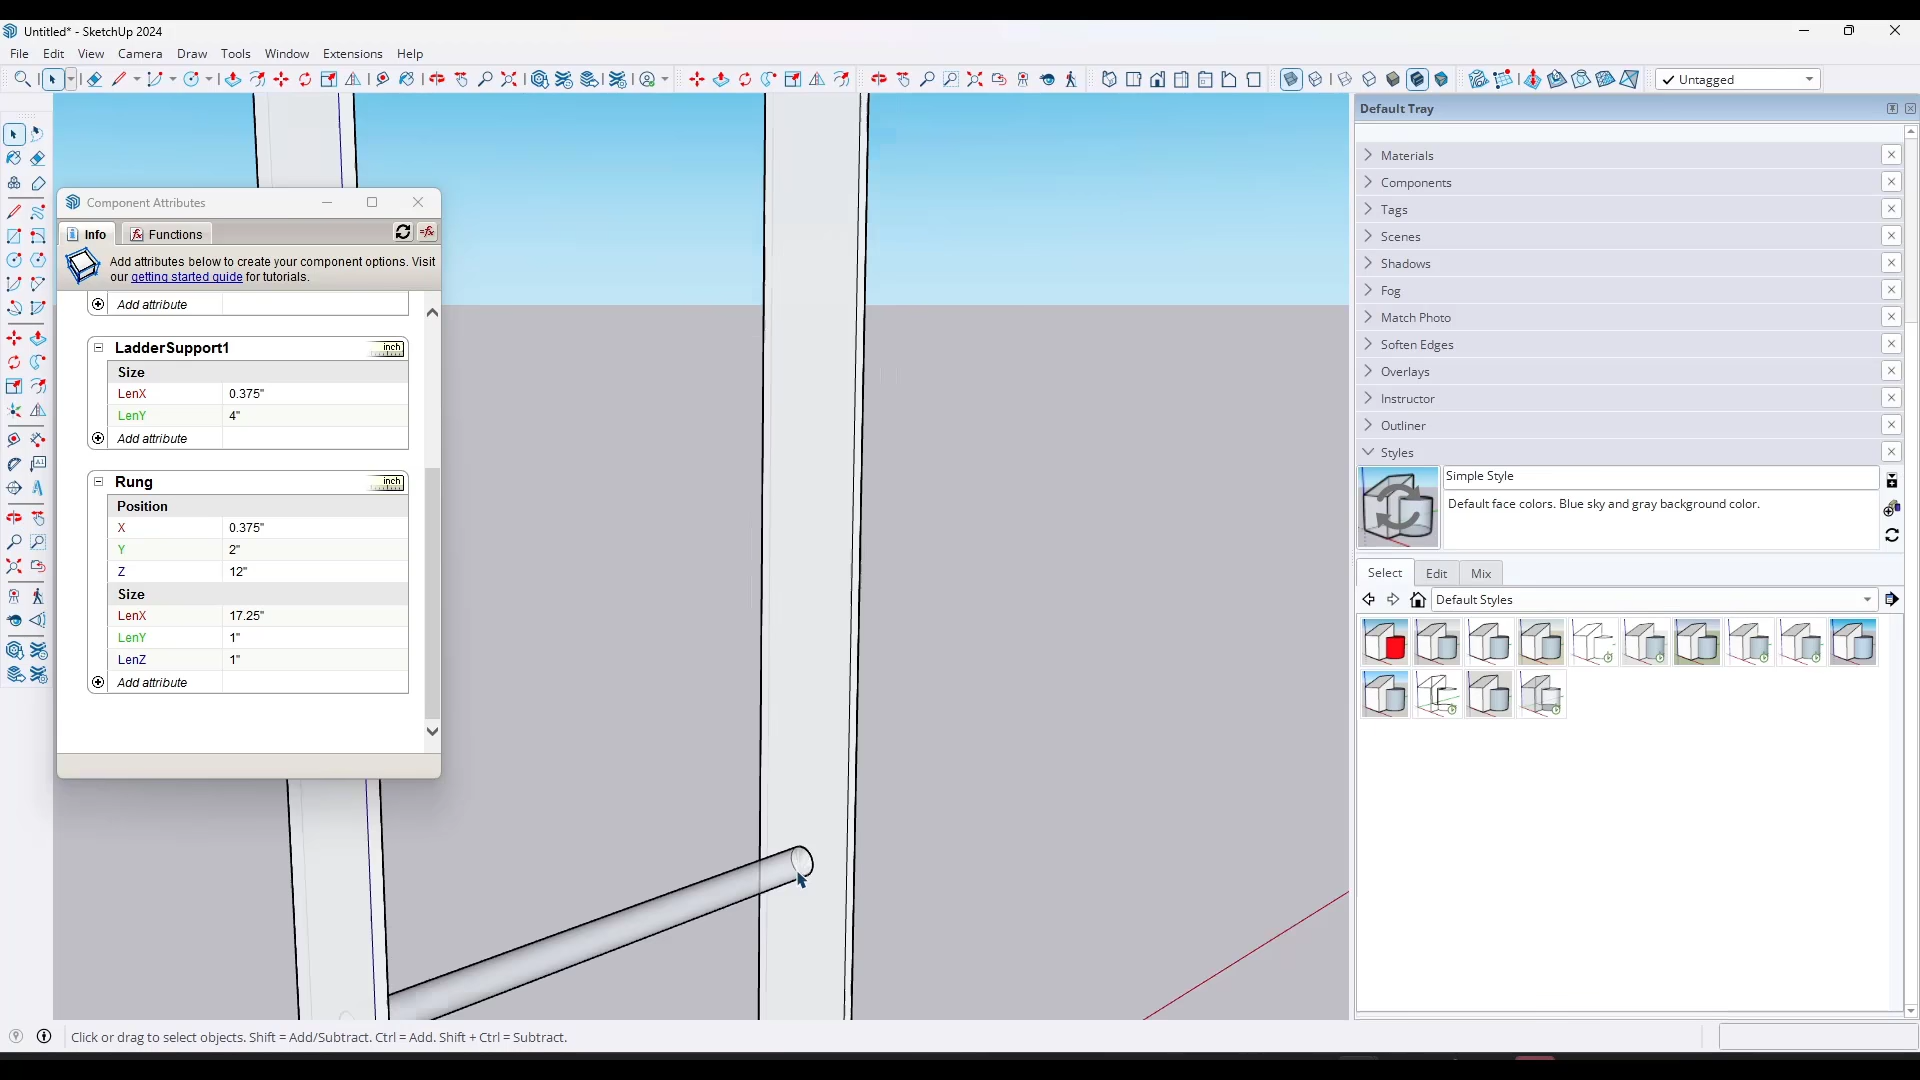 Untitled* - SketchUp 2024
File Edit View Camera Draw Tools Window Extensions Help
Untagged
Default Tray
Materials
Components
Tags
Scenes
Shadows
Fog
Match Photo
Soften Edges
Overlays
Instructor
Outliner
Styles
Simple Style
Default face colors. Blue sky and gray background color.
Select Edit Mix
Default Styles
Component Attributes
Info Functions
=fx
Add attributes below to create your component options. Visit
our getting started guide for tutorials.
Add attribute
LadderSupport1 inch
Size
LenX 0.375"
LenY 4"
Add attribute
Rung inch
Position
X 0.375"
Y 2"
Z 12"
Size
LenX 17.25"
LenY 1"
LenZ 1"
Add attribute
Click or drag to select objects. Shift = Add/Subtract. Ctrl = Add. Shift + Ctrl = Subtract.